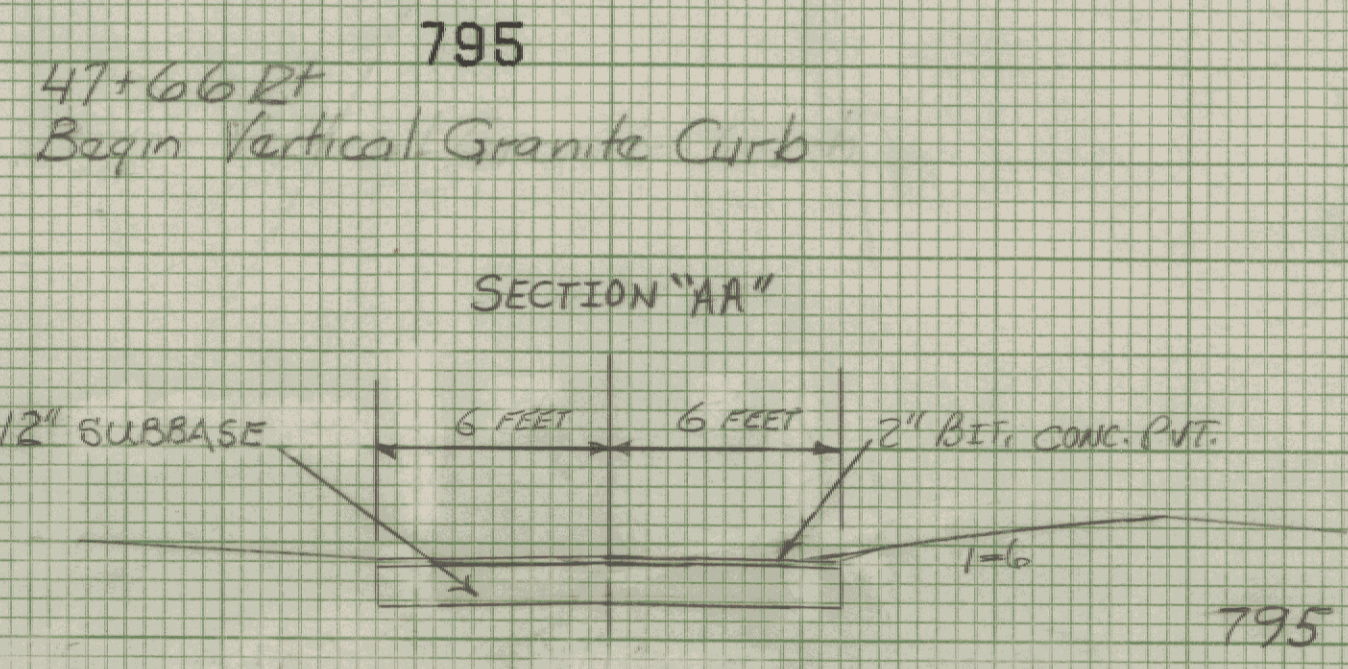 795
47+66 Rt
Begin Vertical Granite Curb
SECTION "AA"
6 FEET
6 FEET
12" SUBBASE
2" BIT. CONC. PVT.
1=6
795